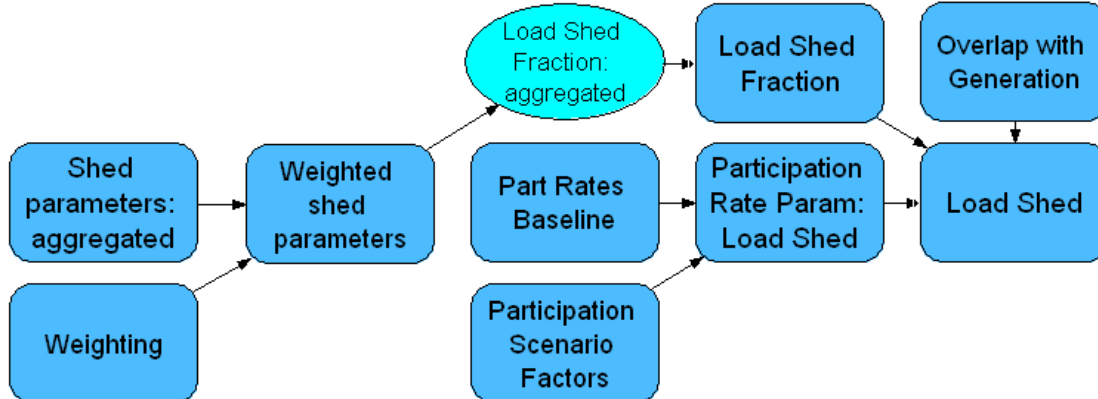 Load Shed
Fraction:
aggregated
Load Shed
Fraction
Overlap with
Generation
Shed
parameters:
aggregated
Weighted
shed
parameters
Part Rates
Baseline
Participation
Rate Param:
Load Shed
Load Shed
Weighting
Participation
Scenario
Factors